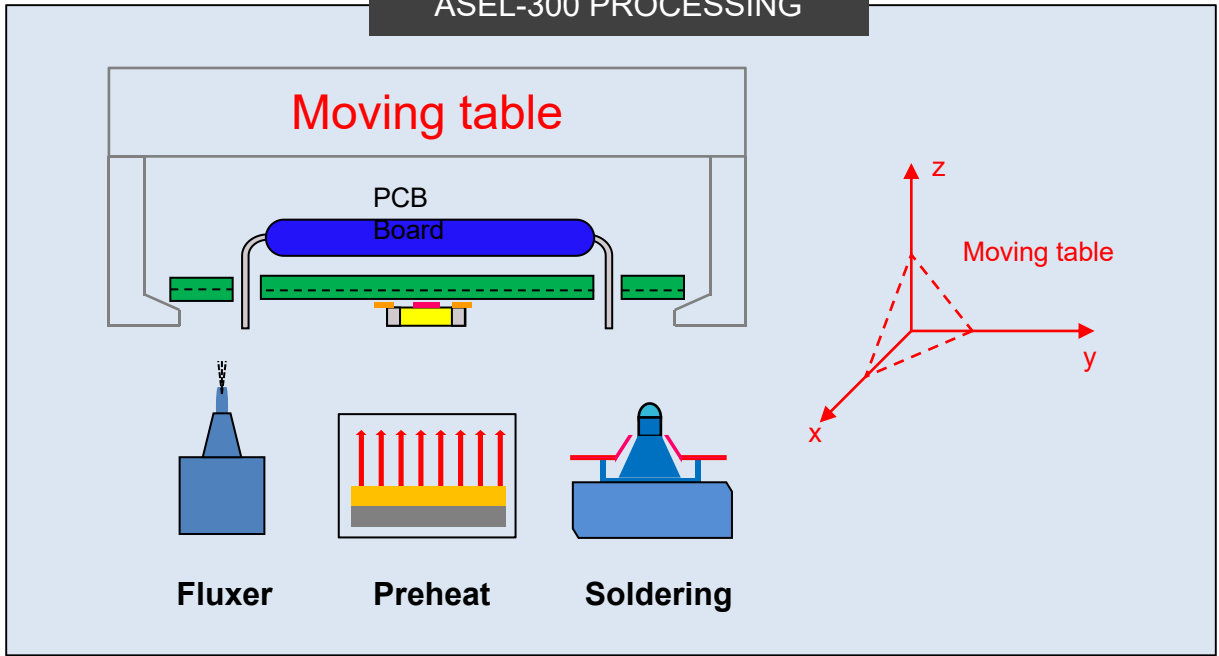 ASEL-300 PROCESSING
Moving table
PCB
Board
z
Moving table
y
x
Fluxer
Preheat
Soldering